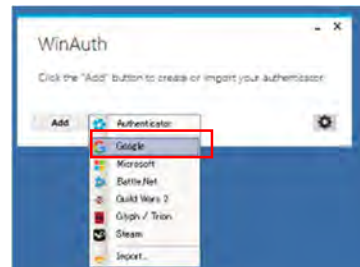 WinAuth
Click the "Add" button to create or import your authenticator
Add
Authenticator
Google
Microsoft
Battle.Net
Guild Wars 2
Glyph / Trion
Steam
Import...